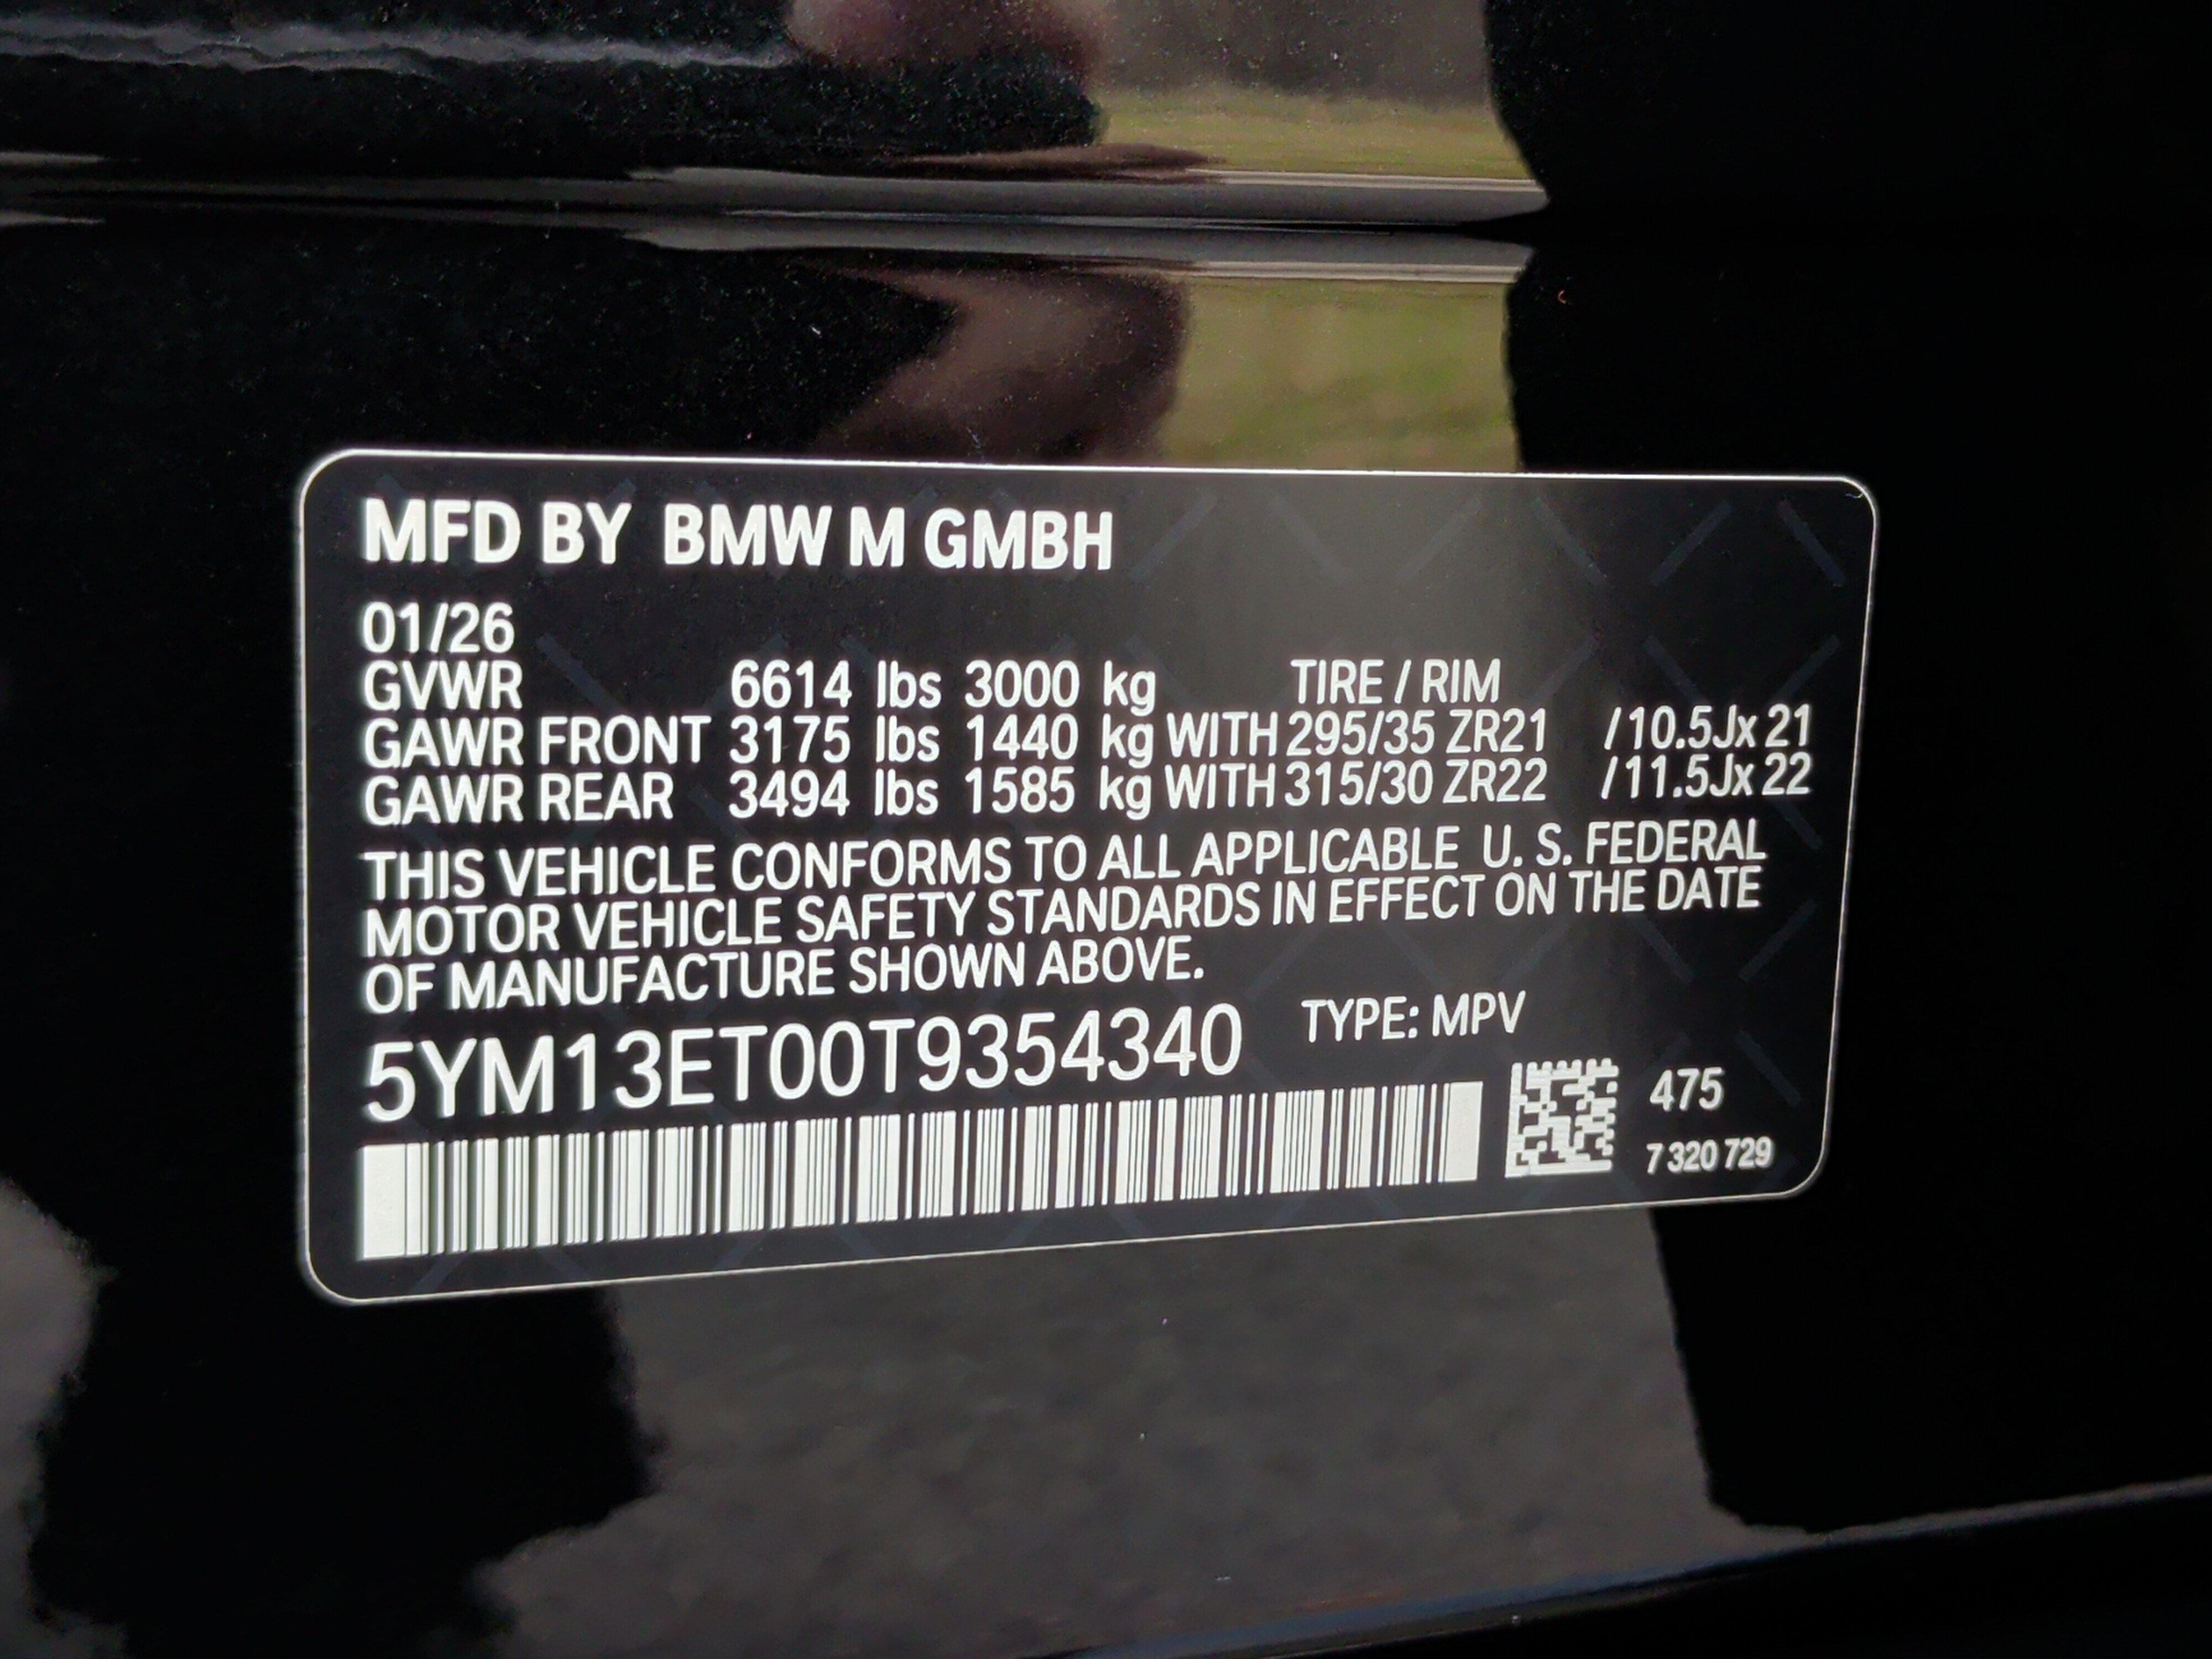 MFD BY BMW M GMBH
01/26
GVWR 6614 lbs 3000 kg TIRE / RIM
GAWR FRONT 3175 lbs 1440 kg WITH 295/35 ZR21 /10.5Jx 21
GAWR REAR 3494 lbs 1585 kg WITH 315/30 ZR22 /11.5Jx 22
THIS VEHICLE CONFORMS TO ALL APPLICABLE U. S. FEDERAL
MOTOR VEHICLE SAFETY STANDARDS IN EFFECT ON THE DATE
OF MANUFACTURE SHOWN ABOVE.
5YM13ET00T9354340 TYPE: MPV
475
7 320 729